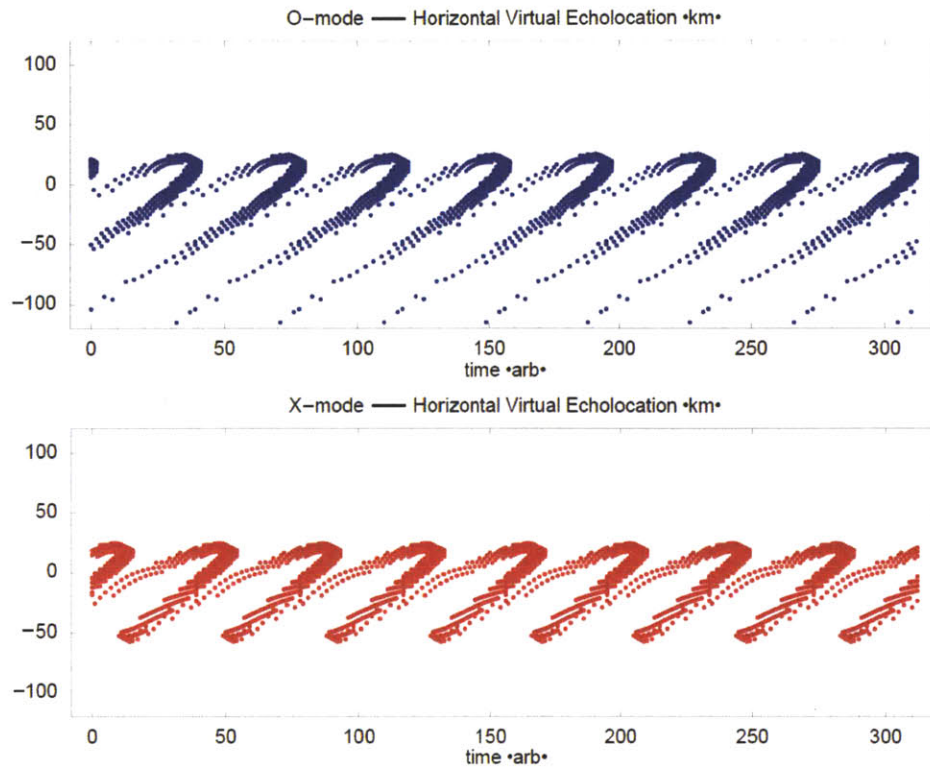 O−mode — Horizontal Virtual Echolocation •km•
100
50
0
−50
−100
0 50 100 150 200 250 300
time •arb•
X−mode — Horizontal Virtual Echolocation •km•
100
50
0
−50
−100
0 50 100 150 200 250 300
time •arb•